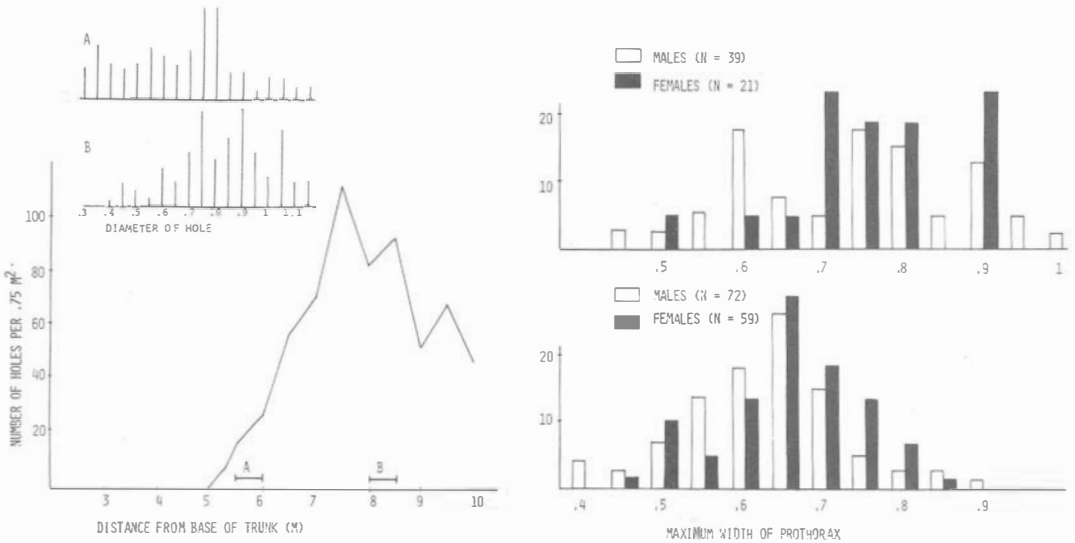 A
B
.3 .4 .5 .6 .7 .8 .9 1 1.1
DIAMETER OF HOLE
NUMBER OF HOLES PER .75 M²
100
80
60
40
20
A
B
3 4 5 6 7 8 9 10
DISTANCE FROM BASE OF TRUNK (M)
MALES (N = 39)
FEMALES (N = 21)
20
10
.5 .6 .7 .8 .9 1
MALES (N = 72)
FEMALES (N = 59)
20
10
.4 .5 .6 .7 .8 .9
MAXIMUM WIDTH OF PROTHORAX